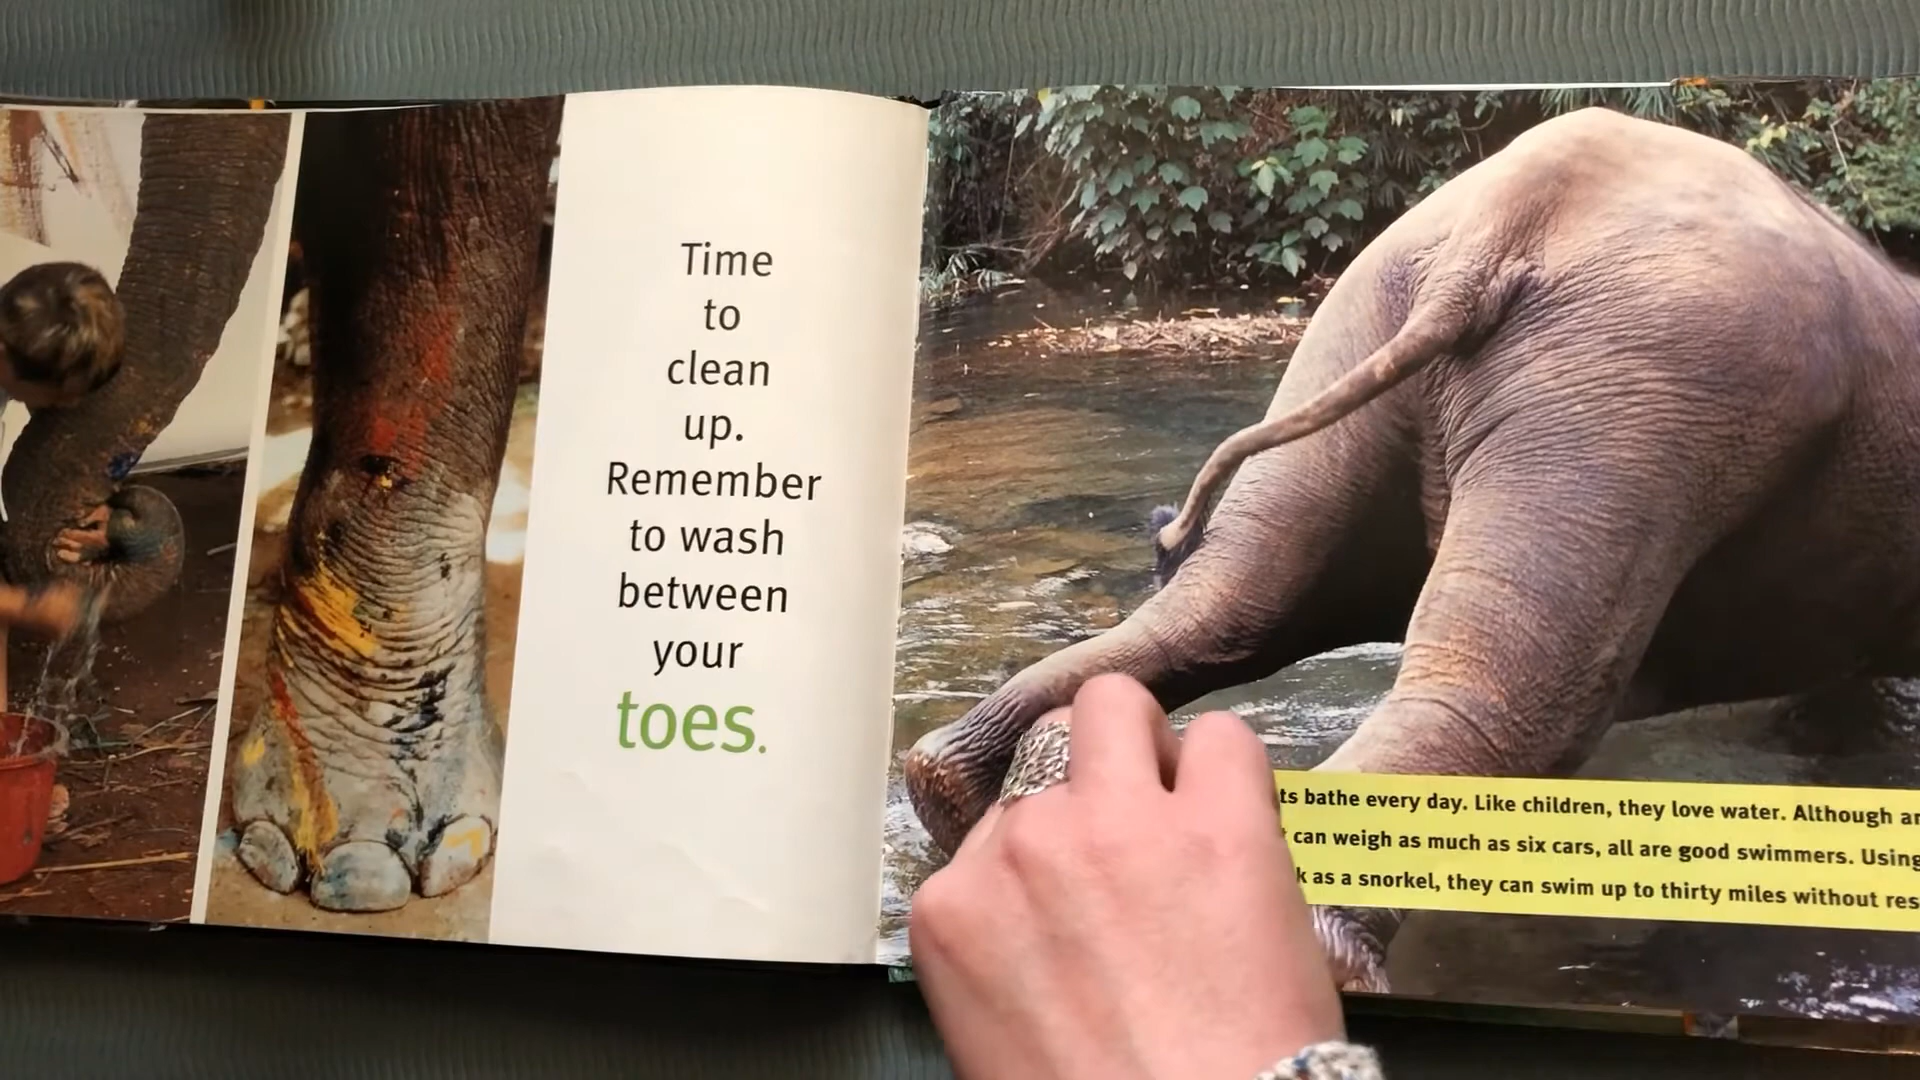 Time
to
clean
up.
Remember
to wash
between
your
toes.
bathe every day. Like children, they love water. Although
can weigh as much as six cars, all are good swimmers. Using
as a snorkel, they can swim up to thirty miles without